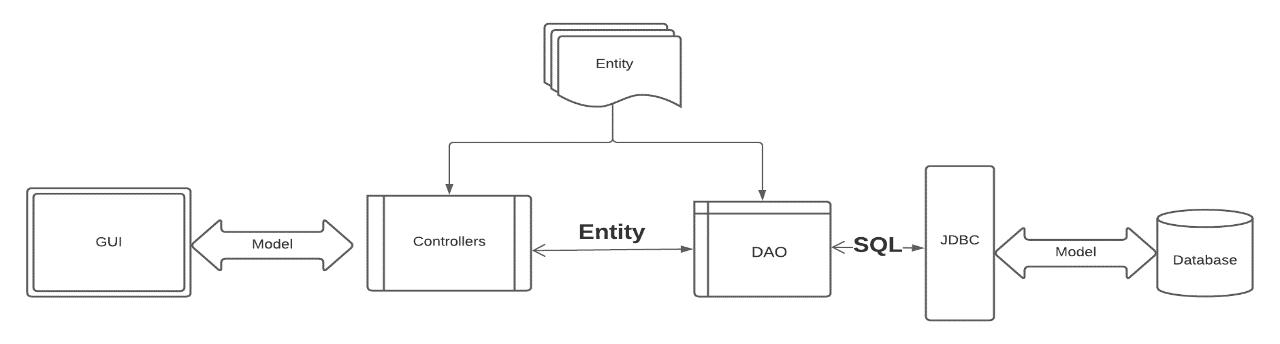 Entity
GUI
Model
Controllers
Entity
DAO
SQL
JDBC
Model
Database